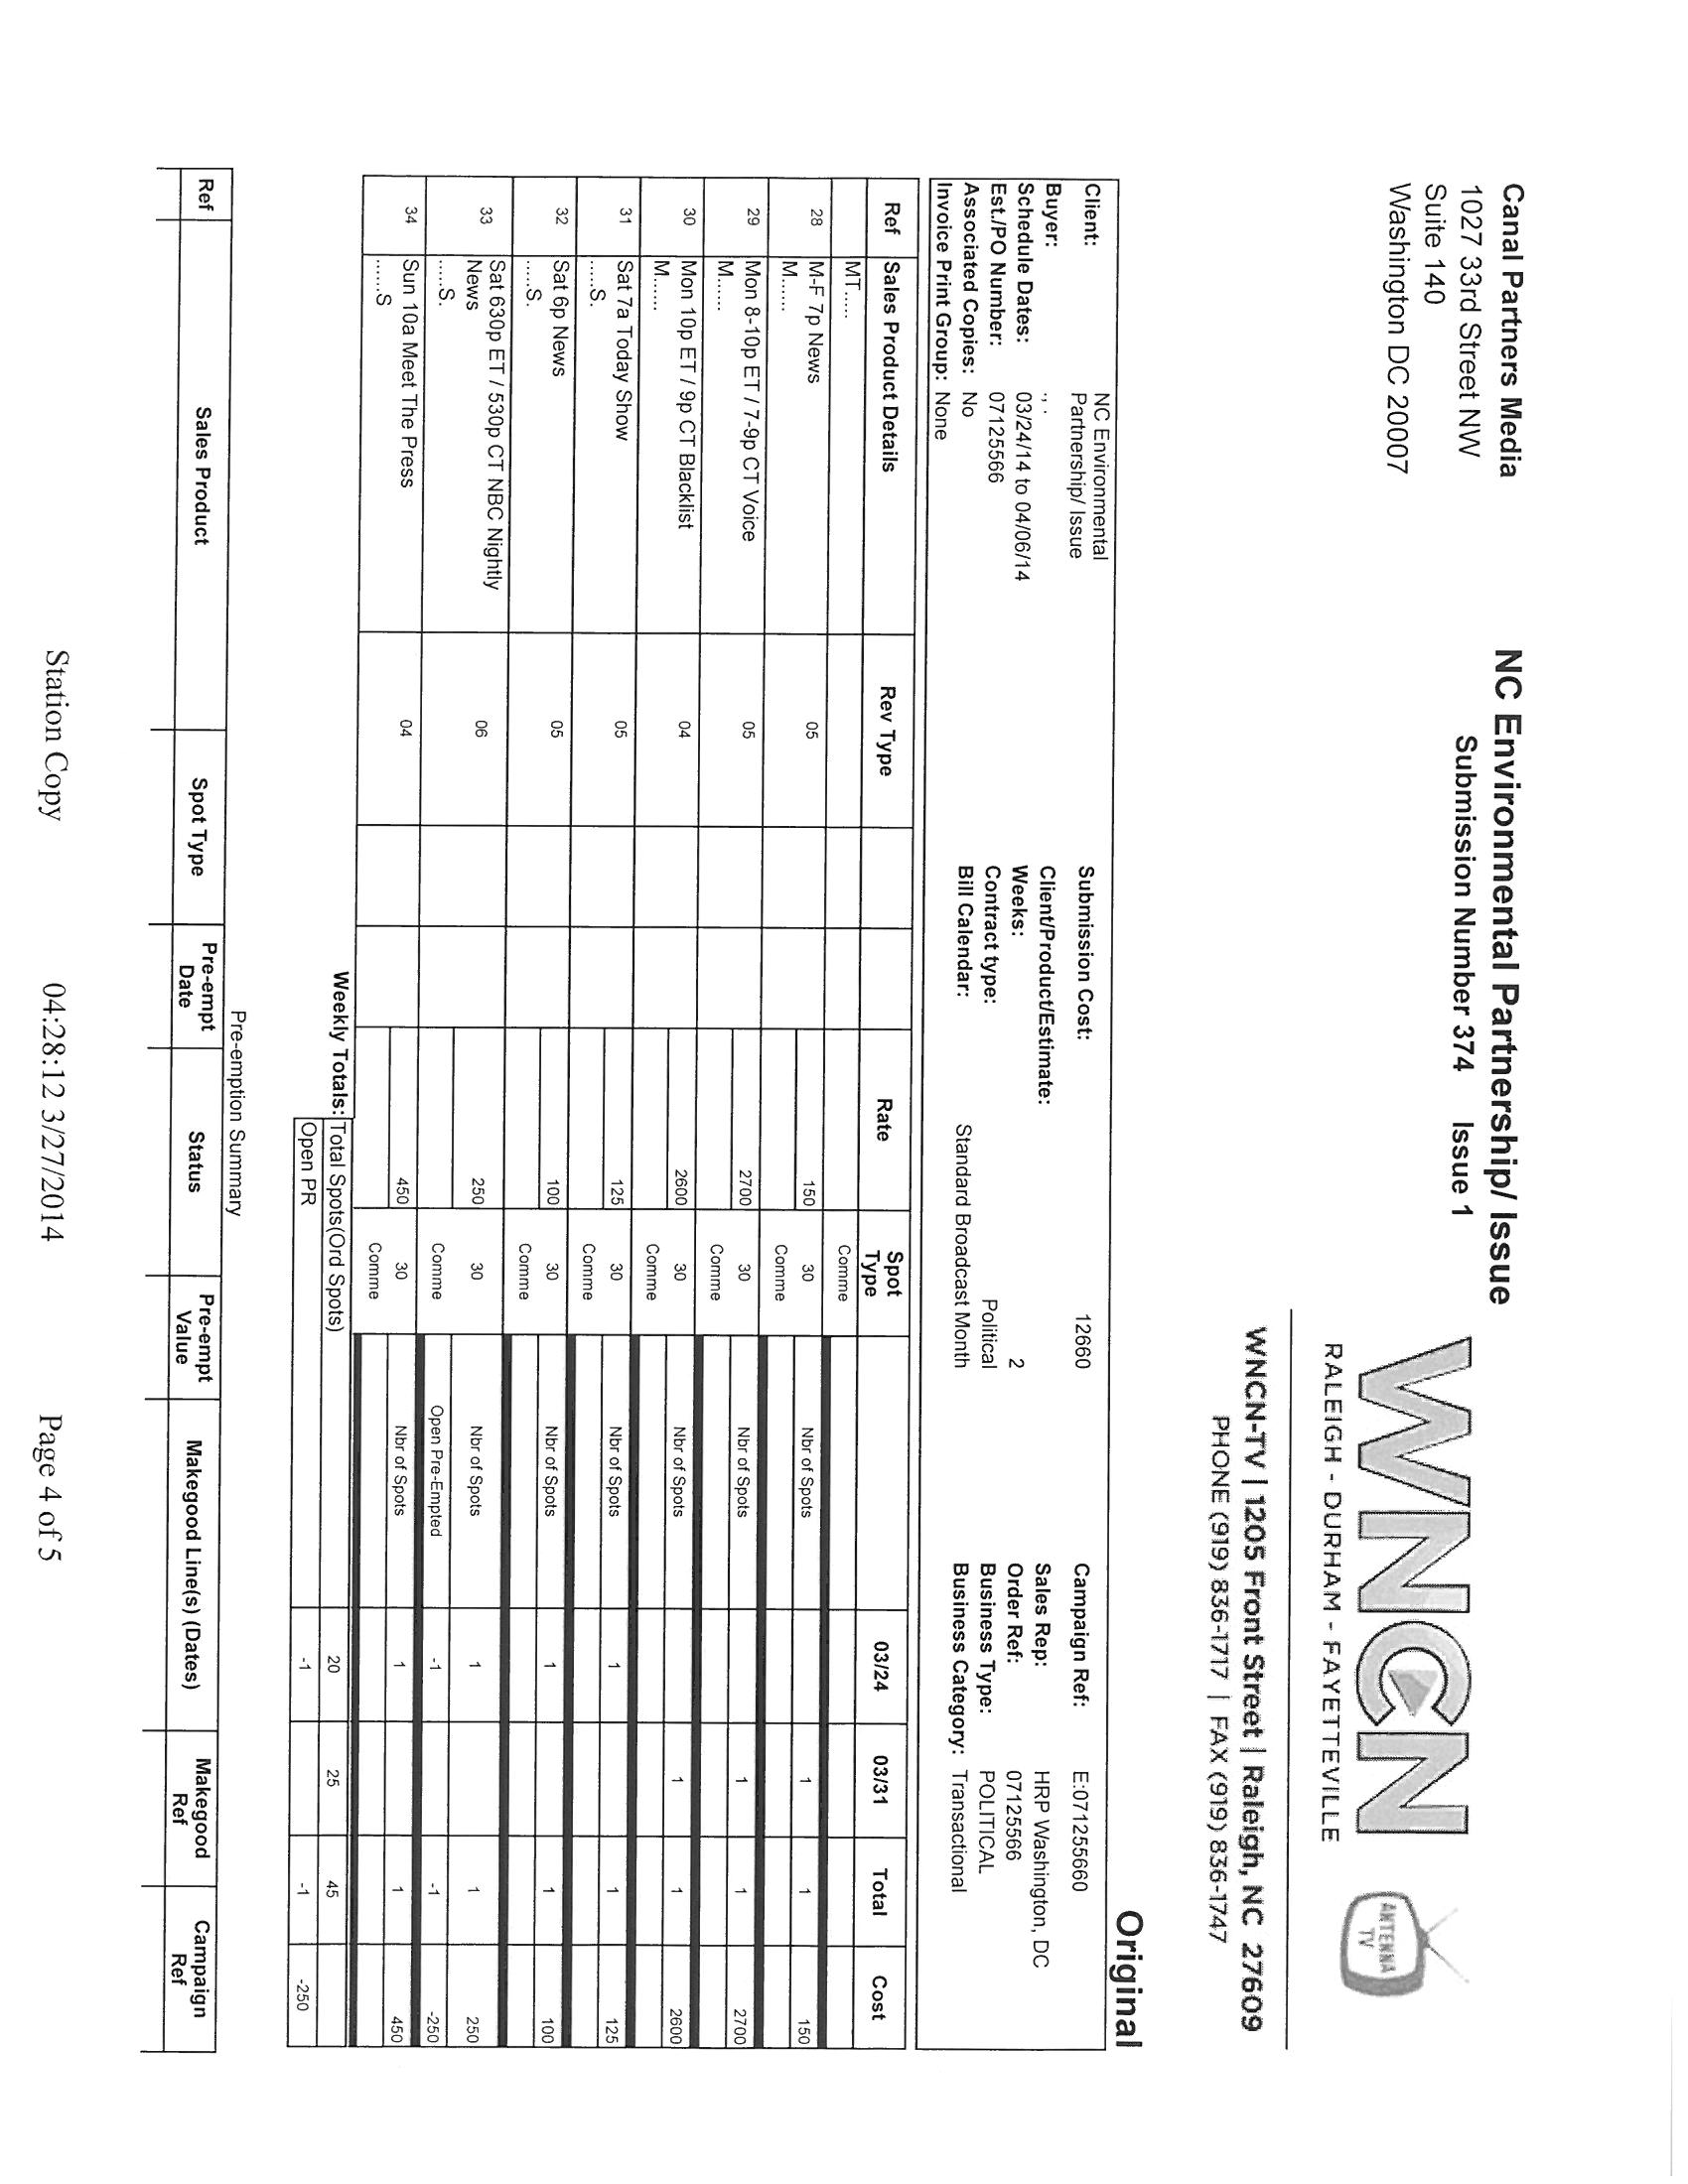 Canal Partners Media
1027 33rd Street NW
Suite 140
Washington DC 20007
NC Environmental Partnership/ Issue
Submission Number 374 Issue 1
WNCN
RALEIGH - DURHAM - FAYETTEVILLE
ANTENNA
TV
WNCN-TV | 1205 Front Street | Raleigh, NC 27609
PHONE (919) 836-1717 | FAX (919) 836-1747
Original
Client: NC Environmental Partnership/ Issue
Buyer: , .
Schedule Dates: 03/24/14 to 04/06/14
Est./PO Number: 07125566
Associated Copies: No
Invoice Print Group: None
Submission Cost: 12660
Client/Product/Estimate:
Weeks: 2
Contract type: Political
Bill Calendar: Standard Broadcast Month
Campaign Ref: E:071255660
Sales Rep: HRP Washington, DC
Order Ref: 07125566
Business Type: POLITICAL
Business Category: Transactional
Ref Sales Product Details Rev Type Rate Spot Type 03/24 03/31 Total Cost
MT..... Comme
28 M-F 7p News 05 150 30 Nbr of Spots 1 1 150
M...... Comme
29 Mon 8-10p ET / 7-9p CT Voice 05 2700 30 Nbr of Spots 1 1 2700
M...... Comme
30 Mon 10p ET / 9p CT Blacklist 04 2600 30 Nbr of Spots 1 1 2600
M...... Comme
31 Sat 7a Today Show 05 125 30 Nbr of Spots 1 1 125
.....S. Comme
32 Sat 6p News 05 100 30 Nbr of Spots 1 1 100
.....S. Comme
33 Sat 630p ET / 530p CT NBC Nightly News 06 250 30 Nbr of Spots 1 1 250
.....S. Comme Open Pre-Empted -1 -1 -250
34 Sun 10a Meet The Press 04 450 30 Nbr of Spots 1 1 450
......S Comme
Weekly Totals: Total Spots(Ord Spots) 20 25 45
Open PR -1 -1 -250
Pre-emption Summary
Ref Sales Product Spot Type Pre-empt Date Status Pre-empt Value Makegood Line(s) (Dates) Makegood Ref Campaign Ref
Station Copy 04:28:12 3/27/2014 Page 4 of 5